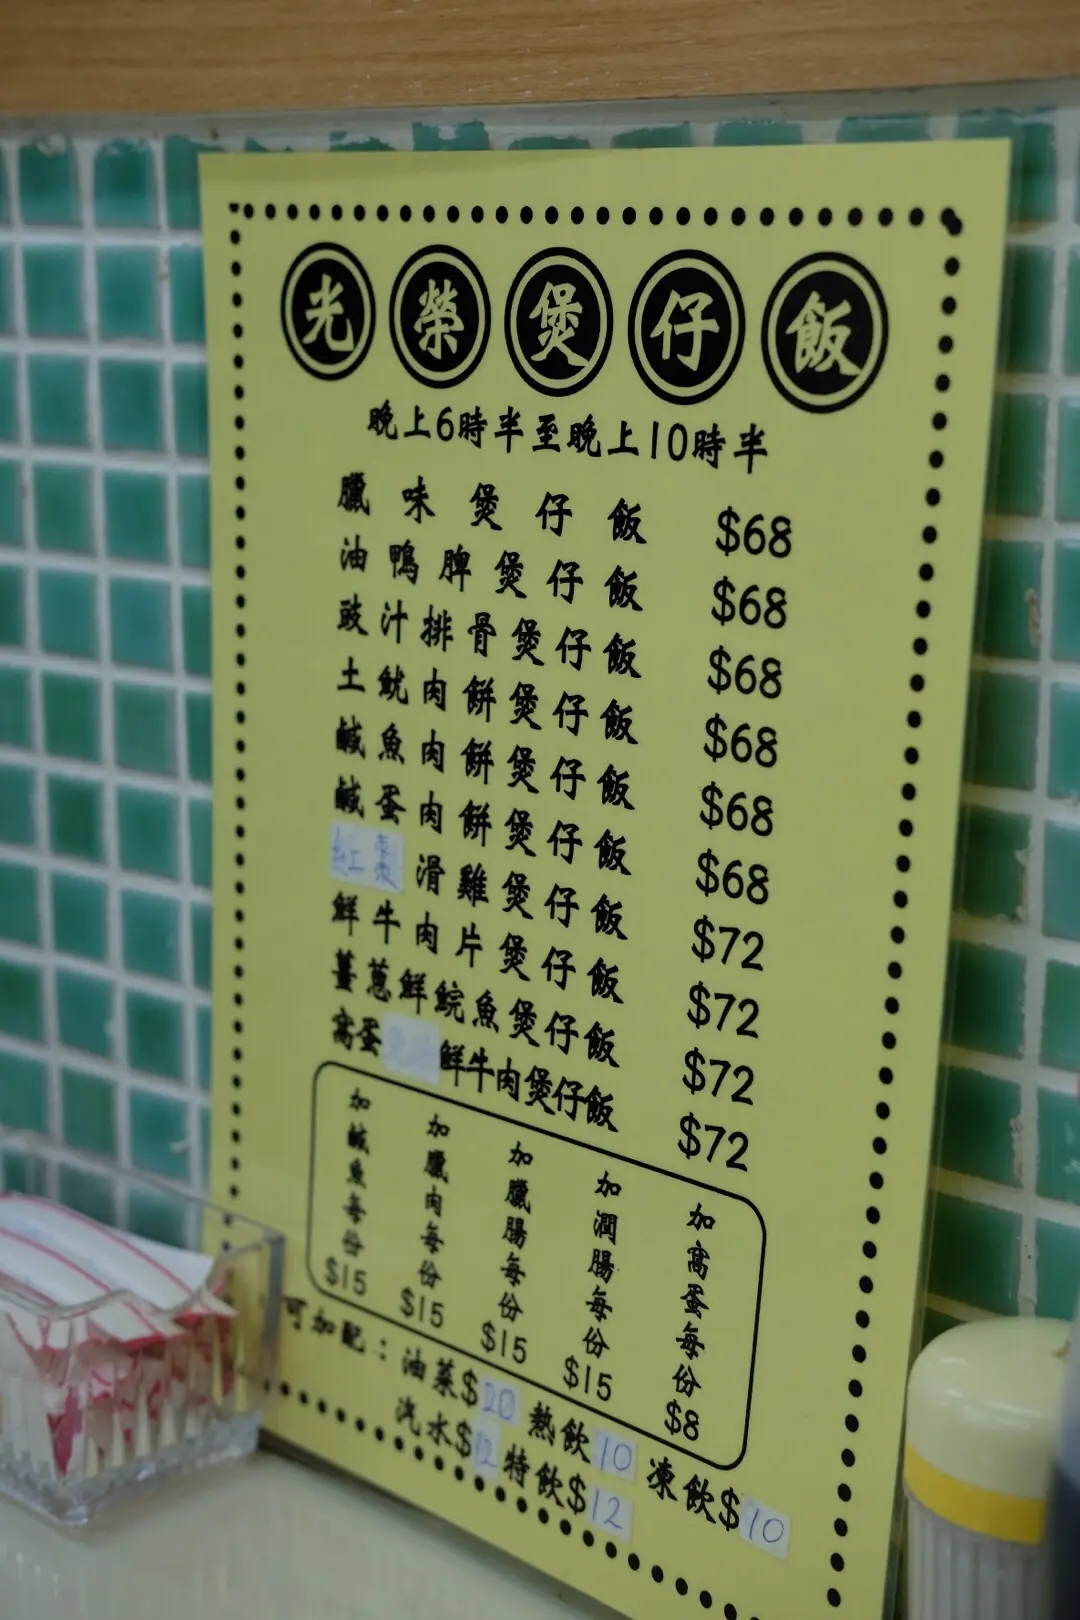 光榮煲仔飯
晚上6時半至晚上10時半
臘味煲仔飯 $68
油鴨脾煲仔飯 $68
豉汁排骨煲仔飯 $68
土魷肉餅煲仔飯 $68
鹹魚肉餅煲仔飯 $68
鹹蛋肉餅煲仔飯 $68
紅棗滑雞煲仔飯 $72
鮮牛肉片煲仔飯 $72
薑蔥鮮鯇魚煲仔飯 $72
窩蛋鮮牛肉煲仔飯 $72
加鹹魚每份$15
加臘肉每份$15
加臘腸每份$15
加潤腸每份$15
加窩蛋每份$8
可加配：油菜$20 熱飲10 凍飲$10
汽水$12 特飲$12